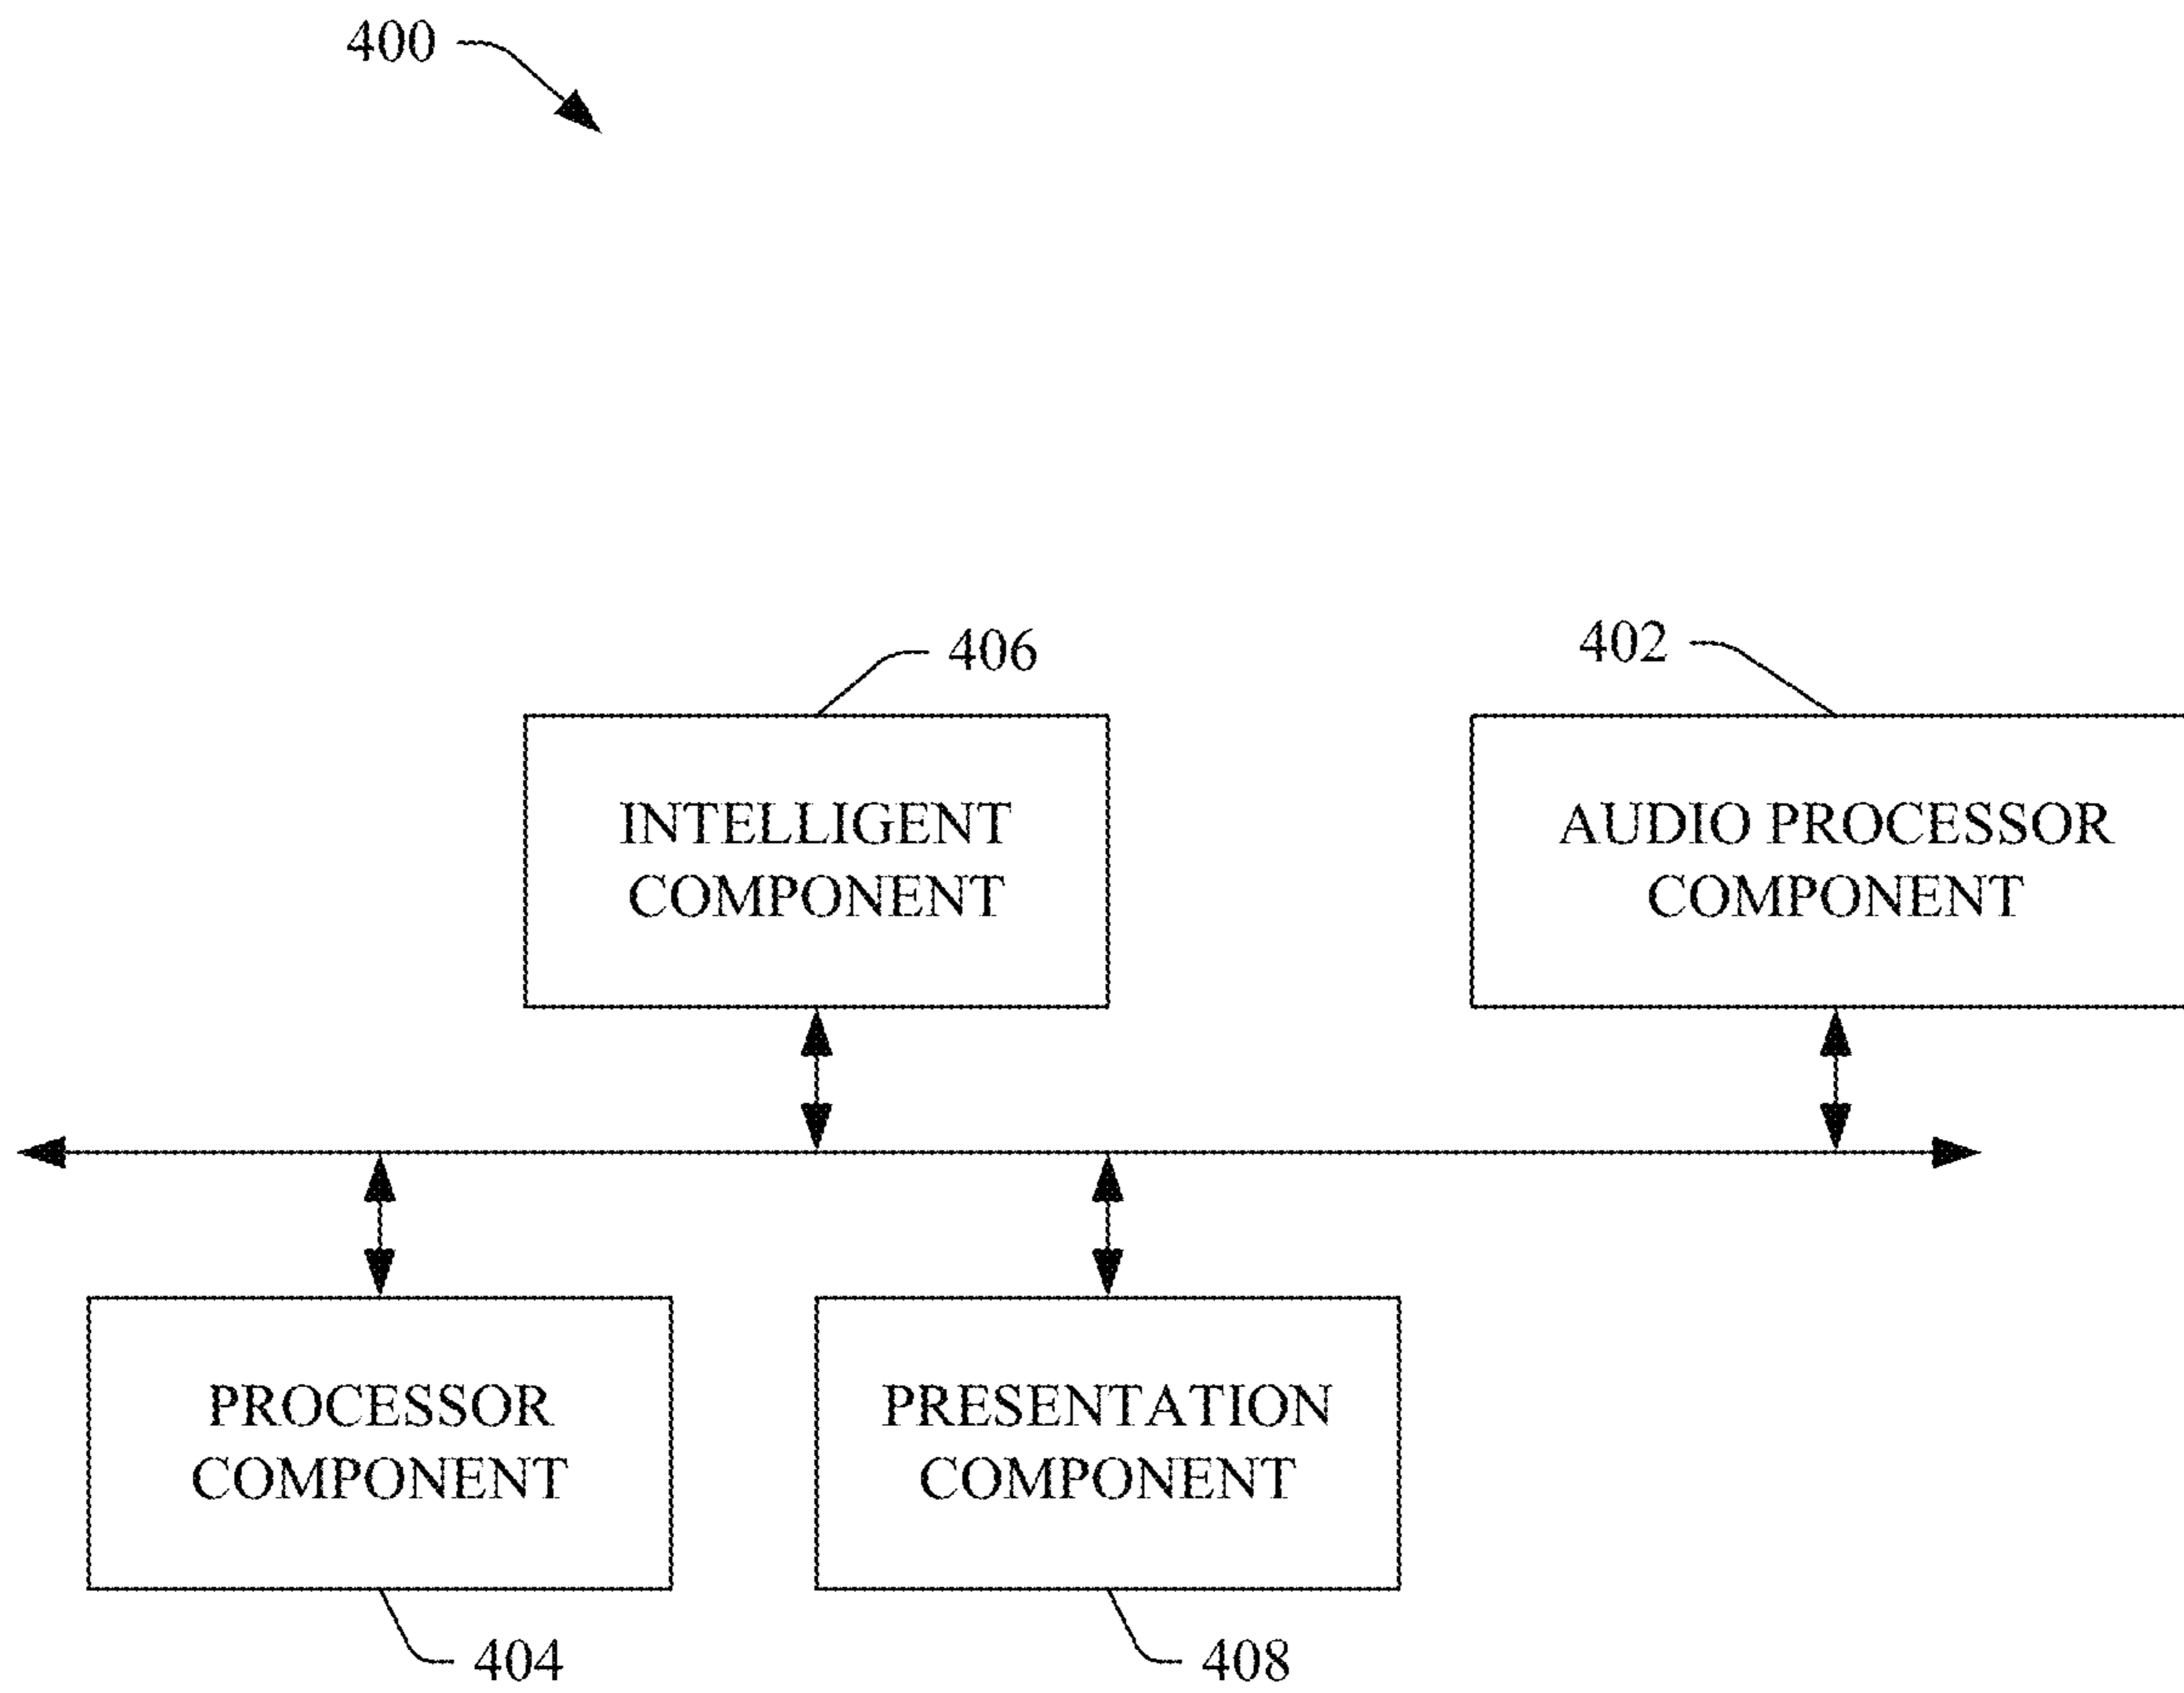 400
406
402
INTELLIGENT
COMPONENT
AUDIO PROCESSOR
COMPONENT
PROCESSOR
COMPONENT
PRESENTATION
COMPONENT
404
408